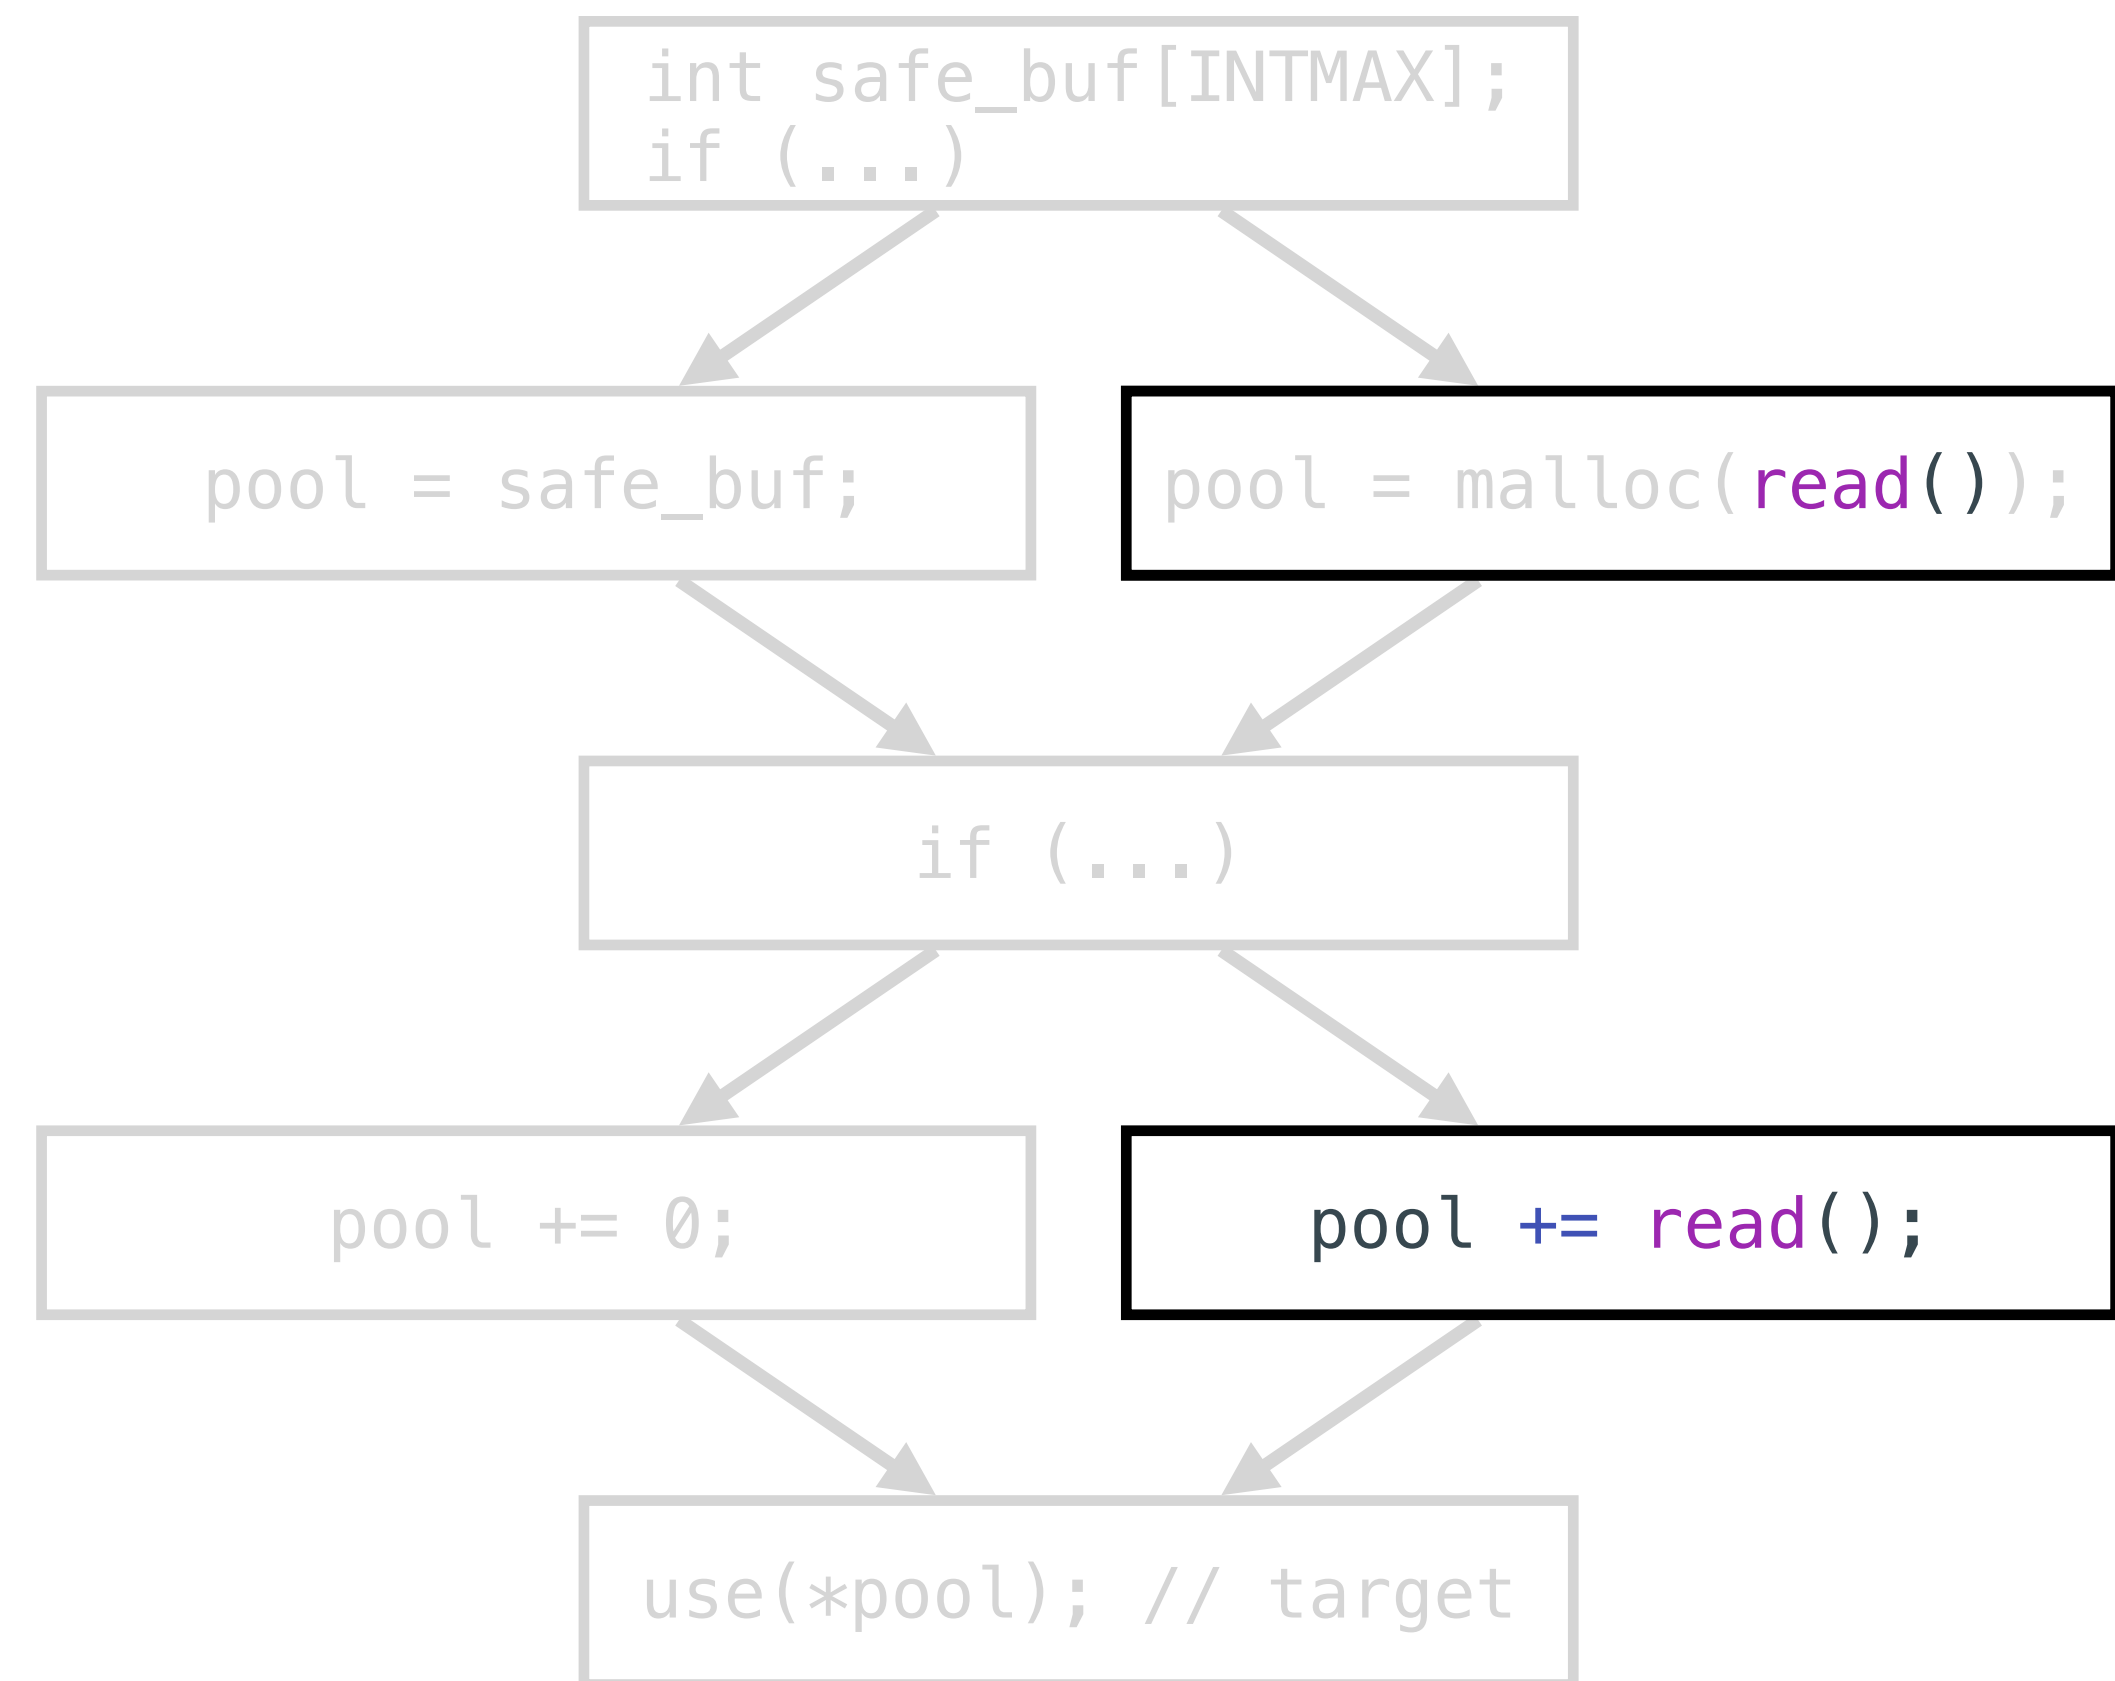 int safe_buf[INTMAX];
if (...)
pool = safe_buf;
pool = malloc(read());
if (...)
pool += 0;
pool += read();
use(*pool); // target